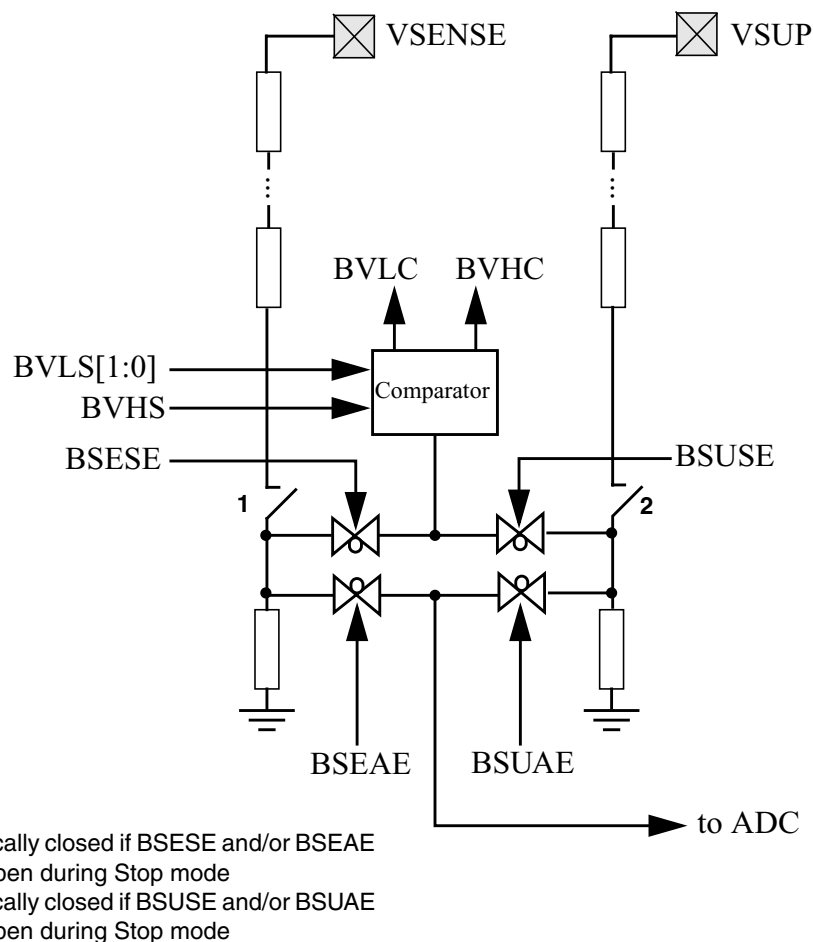 VSENSE
VSUP
...
...
BVLC
BVHC
BVLS[1:0]
Comparator
BVHS
BSESE
BSUSE
1
2
BSEAE
BSUAE
to ADC
cally closed if BSESE and/or BSEAE
pen during Stop mode
cally closed if BSUSE and/or BSUAE
pen during Stop mode